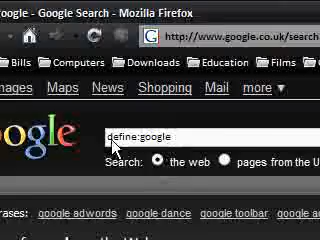 oogle - Google Search - Mozilla Firefox
http://www.google.co.uk/search
Bills Computers Downloads Education Films
mages Maps News Shopping Mail more
ogle
define:google
Search: the web pages from the U
rases: google adwords google dance google toolbar google a